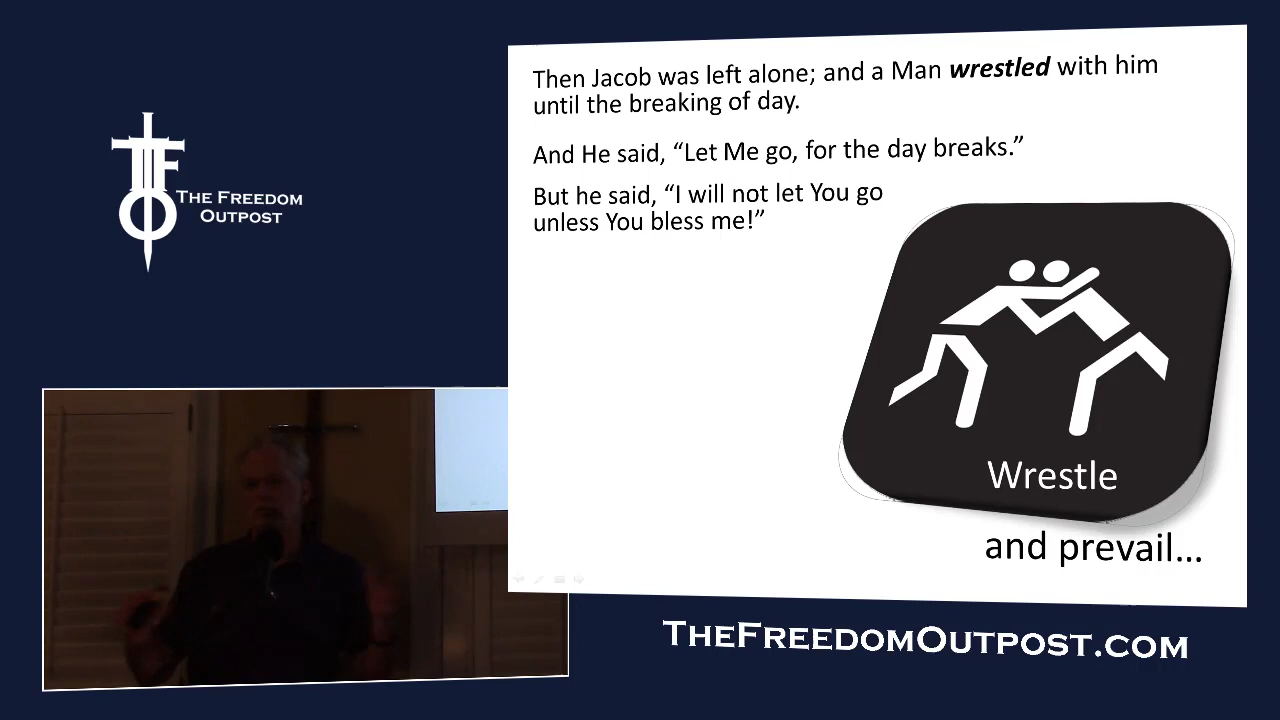 THE FREEDOM
OUTPOST
Then Jacob was left alone; and a Man wrestled with him
until the breaking of day.
And He said, “Let Me go, for the day breaks.”
But he said, “I will not let You go
unless You bless me!”
Wrestle
and prevail...
THEFREEDOMOUTPOST.COM